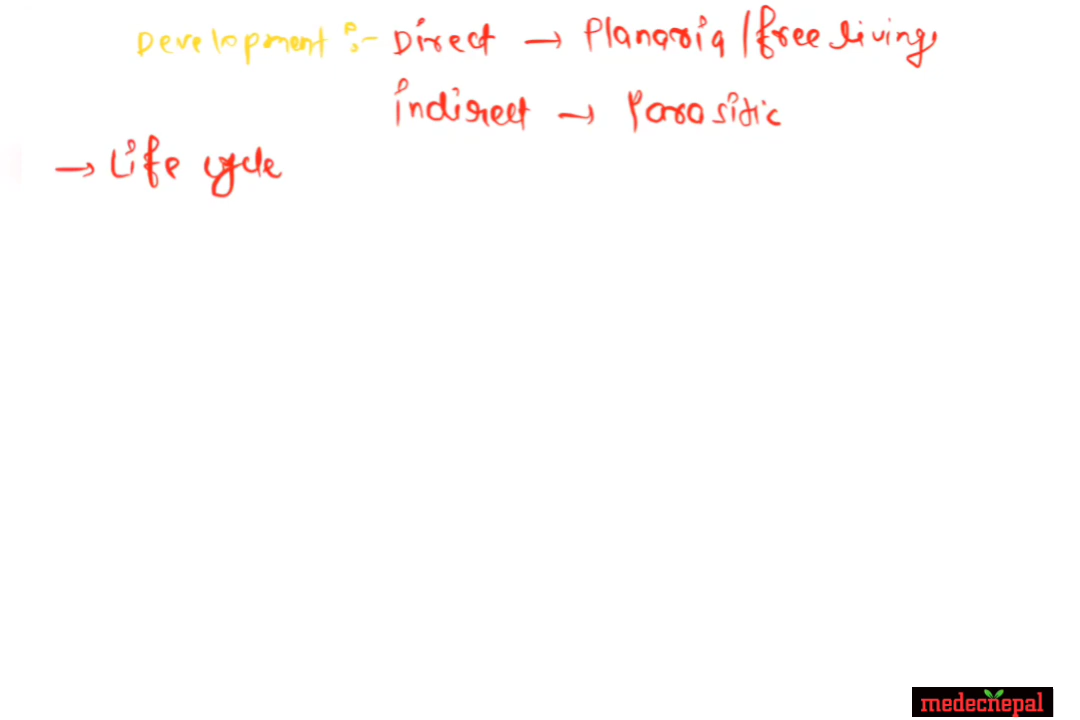 Development :- Direct → Planaria / free living
indirect → Parasitic
→ Life cycle
medecnepal